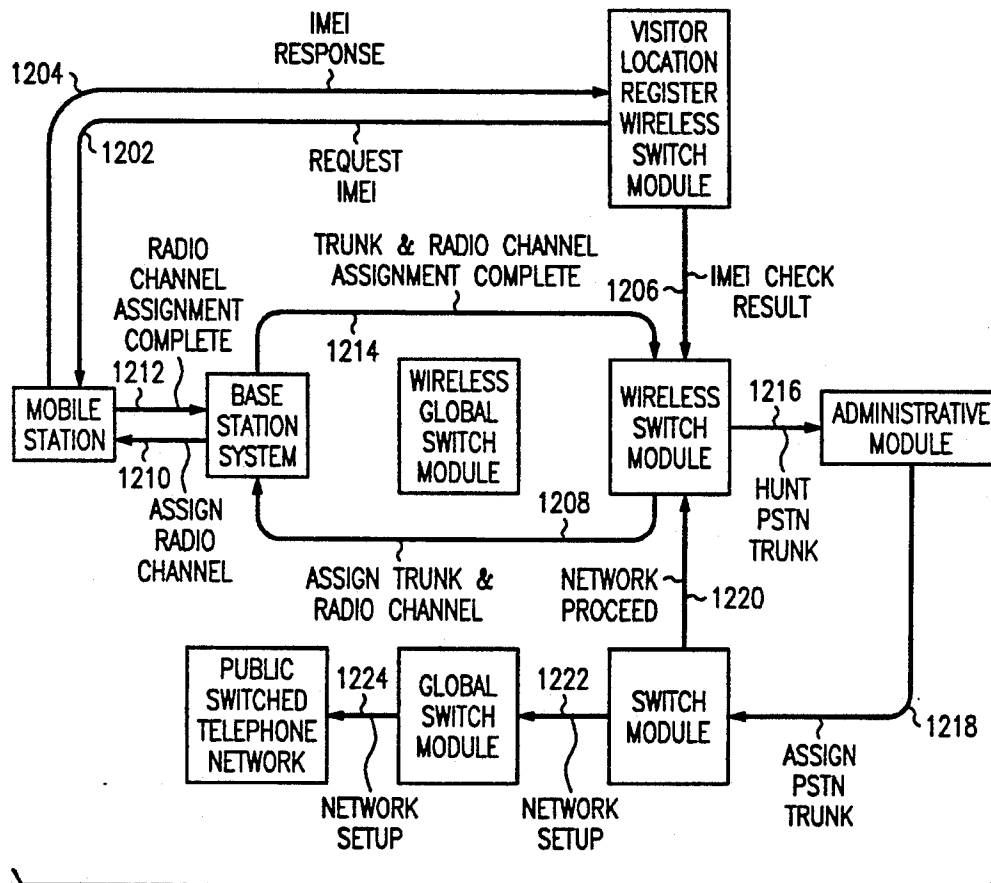 IMEI
RESPONSE
1204
1202
REQUEST
IMEI
VISITOR
LOCATION
REGISTER
WIRELESS
SWITCH
MODULE
RADIO
CHANNEL
ASSIGNMENT
COMPLETE
TRUNK & RADIO CHANNEL
ASSIGNMENT COMPLETE
1206
IMEI CHECK
RESULT
1214
1212
MOBILE
STATION
1210
ASSIGN
RADIO
CHANNEL
BASE
STATION
SYSTEM
WIRELESS
GLOBAL
SWITCH
MODULE
WIRELESS
SWITCH
MODULE
1216
HUNT
PSTN
TRUNK
ADMINISTRATIVE
MODULE
1208
ASSIGN TRUNK &
RADIO CHANNEL
NETWORK
PROCEED
1220
PUBLIC
SWITCHED
TELEPHONE
NETWORK
1224
NETWORK
SETUP
GLOBAL
SWITCH
MODULE
1222
NETWORK
SETUP
SWITCH
MODULE
1218
ASSIGN
PSTN
TRUNK